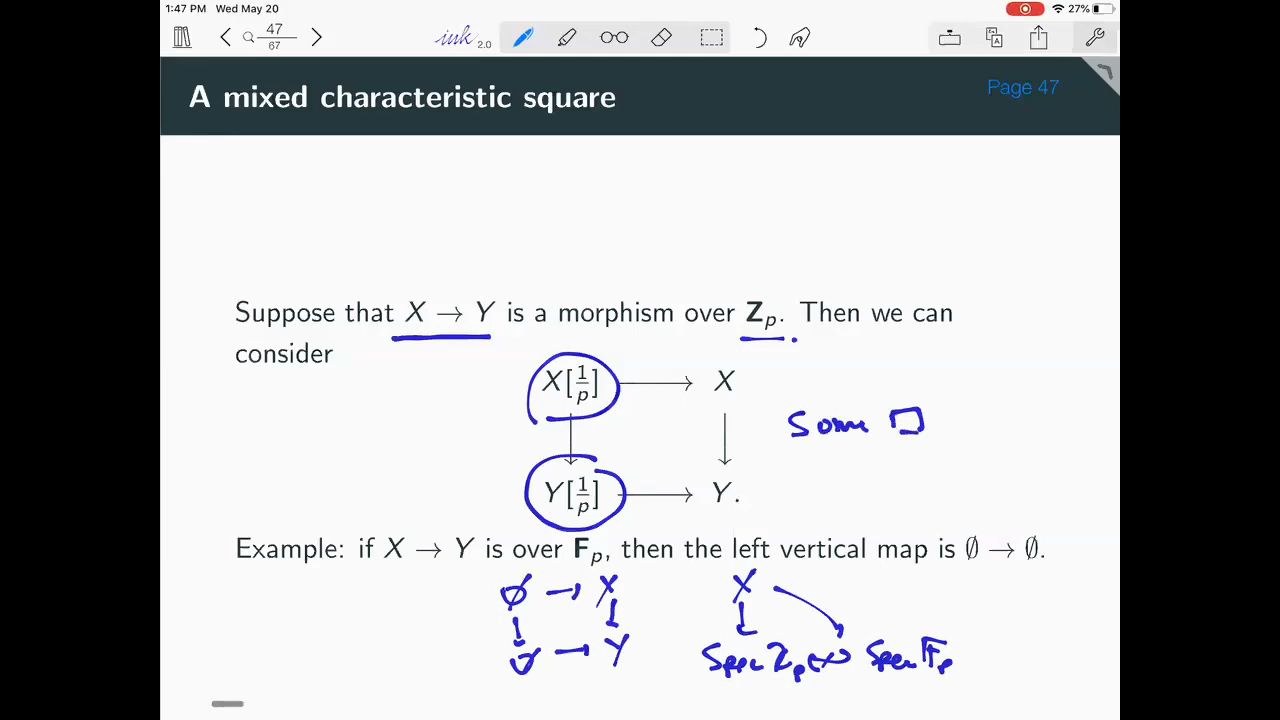 1:47 PM Wed May 20 27%
47
67
ink 2.0
A mixed characteristic square
Page 47
Suppose that X → Y is a morphism over Z_p. Then we can
consider
X[1/p] → X
Some □
Y[1/p] → Y.
Example: if X → Y is over F_p, then the left vertical map is ∅ → ∅.
∅ → X X
∅ → Y Spec Z_p ↩ Spec F_p